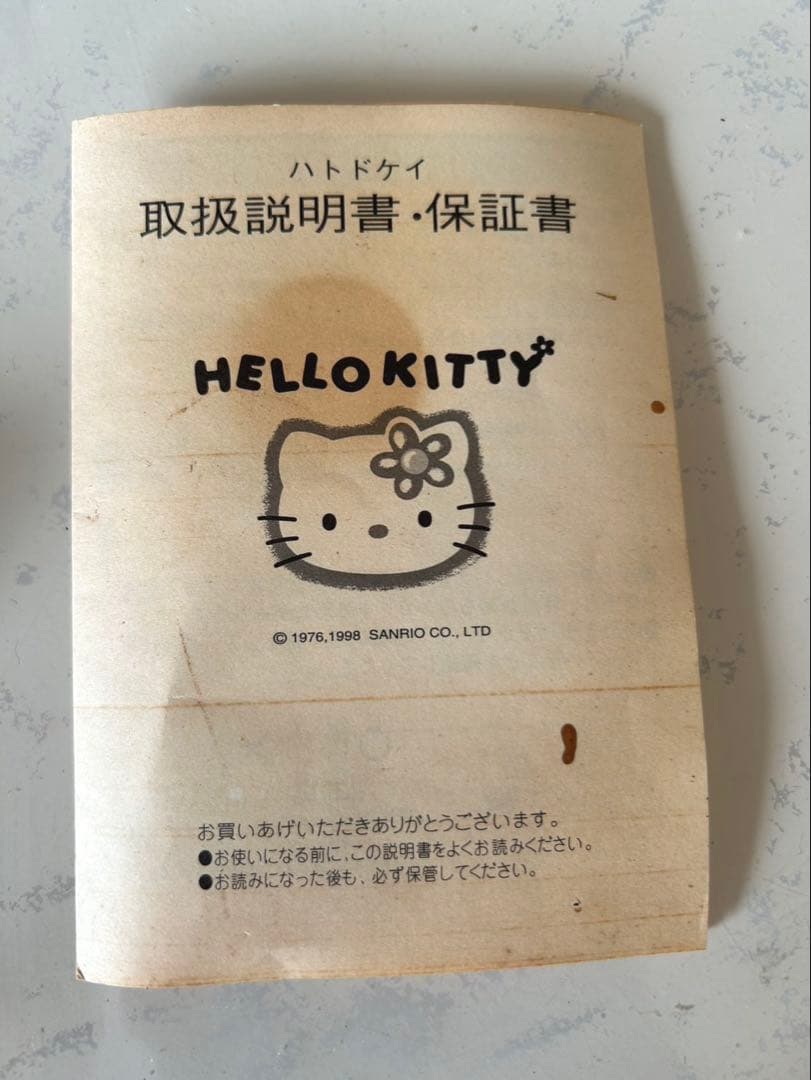 ハトドケイ
取扱説明書・保証書
HELLO KITTY
© 1976,1998 SANRIO CO., LTD
お買いあげいただきありがとうございます。
●お使いになる前に、この説明書をよくお読みください。
●お読みになった後も、必ず保管してください。